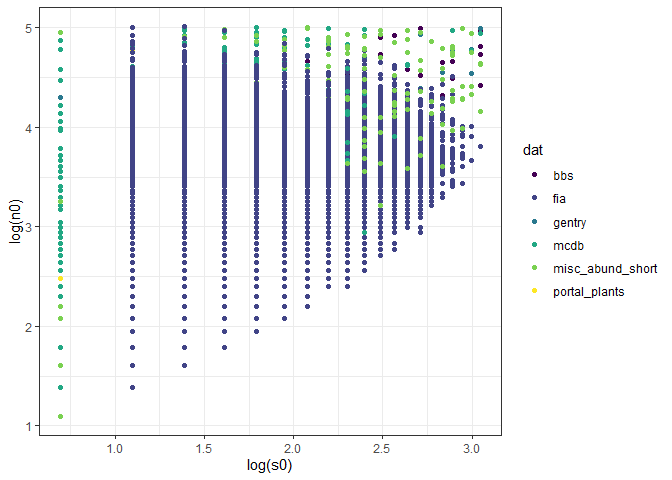 5
4
3
2
1
log(n0)
1.0
1.5
2.0
2.5
3.0
log(s0)
dat
bbs
fia
gentry
mcdb
misc_abund_short
portal_plants